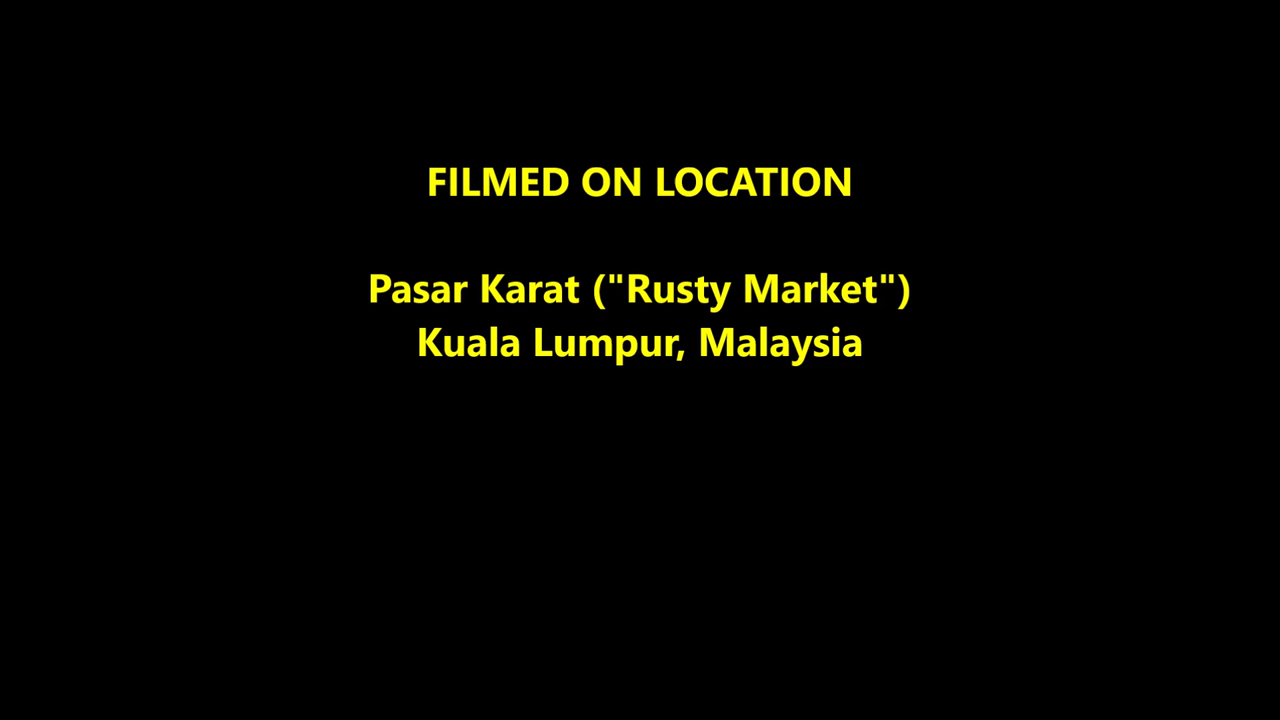 FILMED ON LOCATION
Pasar Karat ("Rusty Market")
Kuala Lumpur, Malaysia